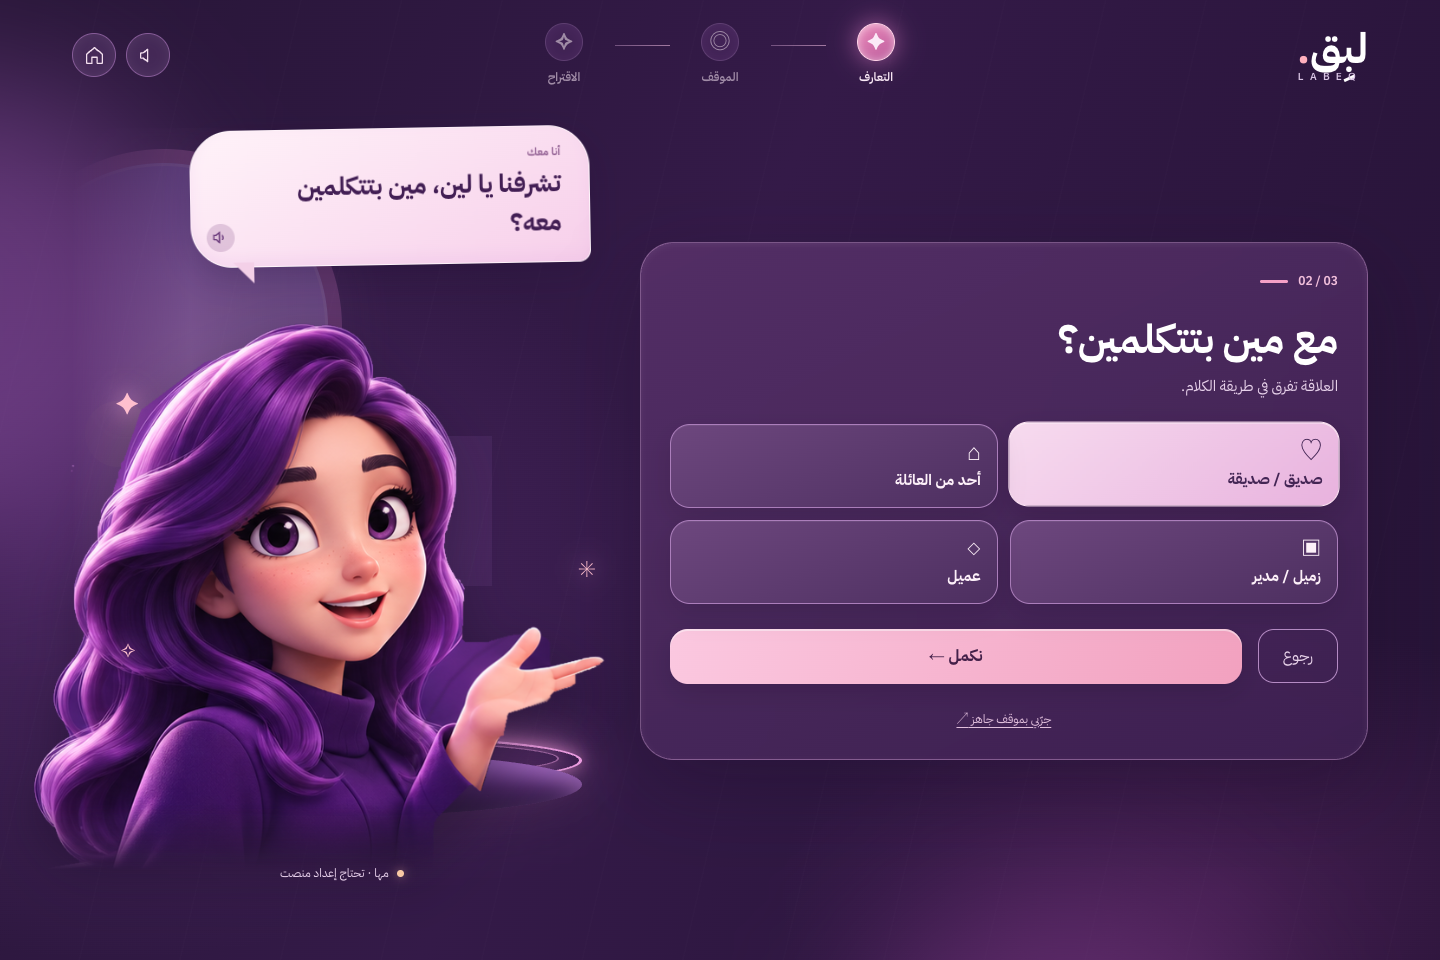 لبق.
LABEQ
التعارف
الموقف
الاقتراح
أنا معك
تشرفنا يا لين، مين بتتكلمين
معه؟
02 / 03
مع مين بتتكلمين؟
العلاقة تفرق في طريقة الكلام.
صديق / صديقة
أحد من العائلة
زميل / مدير
عميل
رجوع
نكمل ←
جرّبي بموقف جاهز ↗
مها · تحتاج إعداد منصت